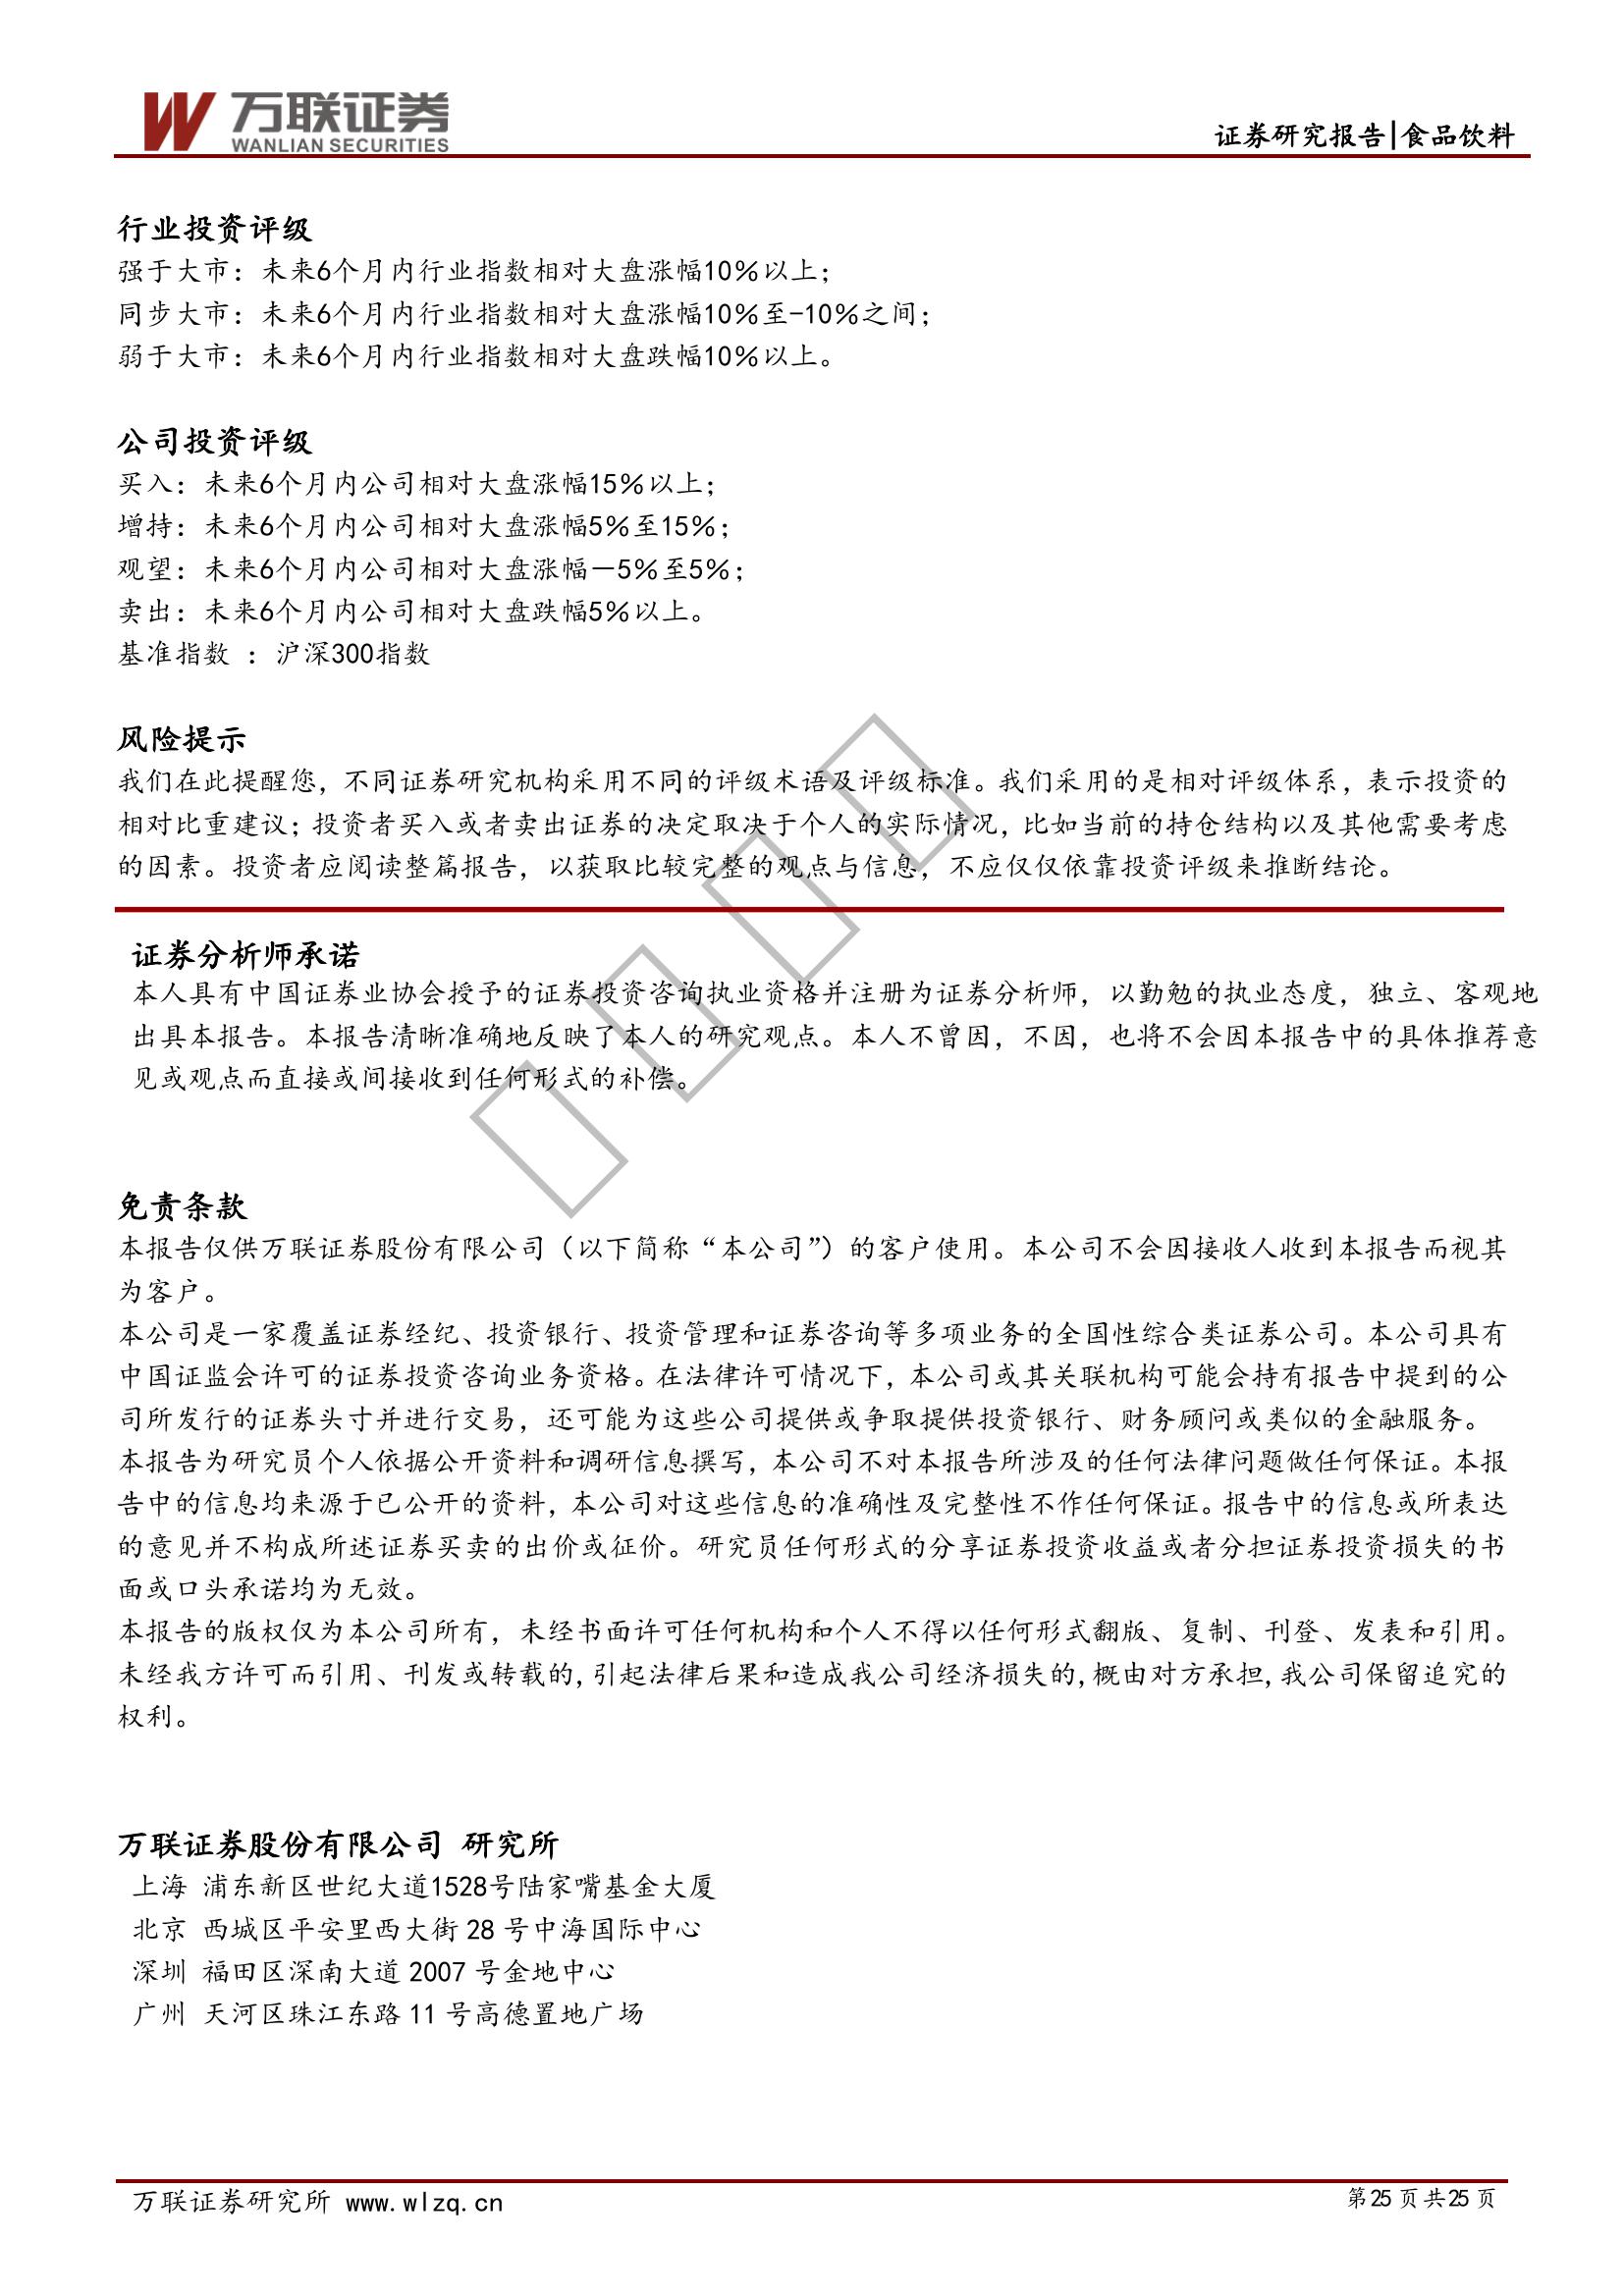 万联证券
WANLIAN SECURITIES
证券研究报告|食品饮料
行业投资评级
强于大市：未来6个月内行业指数相对大盘涨幅10％以上；
同步大市：未来6个月内行业指数相对大盘涨幅10％至-10％之间；
弱于大市：未来6个月内行业指数相对大盘跌幅10％以上。
公司投资评级
买入：未来6个月内公司相对大盘涨幅15％以上；
增持：未来6个月内公司相对大盘涨幅5％至15％；
观望：未来6个月内公司相对大盘涨幅－5％至5％；
卖出：未来6个月内公司相对大盘跌幅5％以上。
基准指数 ：沪深300指数
风险提示
我们在此提醒您，不同证券研究机构采用不同的评级术语及评级标准。我们采用的是相对评级体系，表示投资的
相对比重建议；投资者买入或者卖出证券的决定取决于个人的实际情况，比如当前的持仓结构以及其他需要考虑
的因素。投资者应阅读整篇报告，以获取比较完整的观点与信息，不应仅仅依靠投资评级来推断结论。
证券分析师承诺
本人具有中国证券业协会授予的证券投资咨询执业资格并注册为证券分析师，以勤勉的执业态度，独立、客观地
出具本报告。本报告清晰准确地反映了本人的研究观点。本人不曾因，不因，也将不会因本报告中的具体推荐意
见或观点而直接或间接收到任何形式的补偿。
免责条款
本报告仅供万联证券股份有限公司（以下简称“本公司”）的客户使用。本公司不会因接收人收到本报告而视其
为客户。
本公司是一家覆盖证券经纪、投资银行、投资管理和证券咨询等多项业务的全国性综合类证券公司。本公司具有
中国证监会许可的证券投资咨询业务资格。在法律许可情况下，本公司或其关联机构可能会持有报告中提到的公
司所发行的证券头寸并进行交易，还可能为这些公司提供或争取提供投资银行、财务顾问或类似的金融服务。
本报告为研究员个人依据公开资料和调研信息撰写，本公司不对本报告所涉及的任何法律问题做任何保证。本报
告中的信息均来源于已公开的资料，本公司对这些信息的准确性及完整性不作任何保证。报告中的信息或所表达
的意见并不构成所述证券买卖的出价或征价。研究员任何形式的分享证券投资收益或者分担证券投资损失的书
面或口头承诺均为无效。
本报告的版权仅为本公司所有，未经书面许可任何机构和个人不得以任何形式翻版、复制、刊登、发表和引用。
未经我方许可而引用、刊发或转载的,引起法律后果和造成我公司经济损失的,概由对方承担,我公司保留追究的
权利。
万联证券股份有限公司 研究所
上海 浦东新区世纪大道1528号陆家嘴基金大厦
北京 西城区平安里西大街 28 号中海国际中心
深圳 福田区深南大道 2007 号金地中心
广州 天河区珠江东路 11 号高德置地广场
万联证券研究所 www.wlzq.cn
第25 页 共25 页